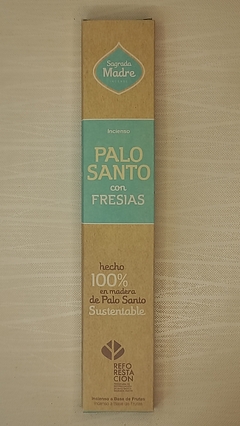 Sagrada
Madre
INCIENSO
PALO
SANTO
con
FRESIAS
hecho
100%
en madera
de Palo Santo
Sustentable
REFO
RESTA
CIÓN